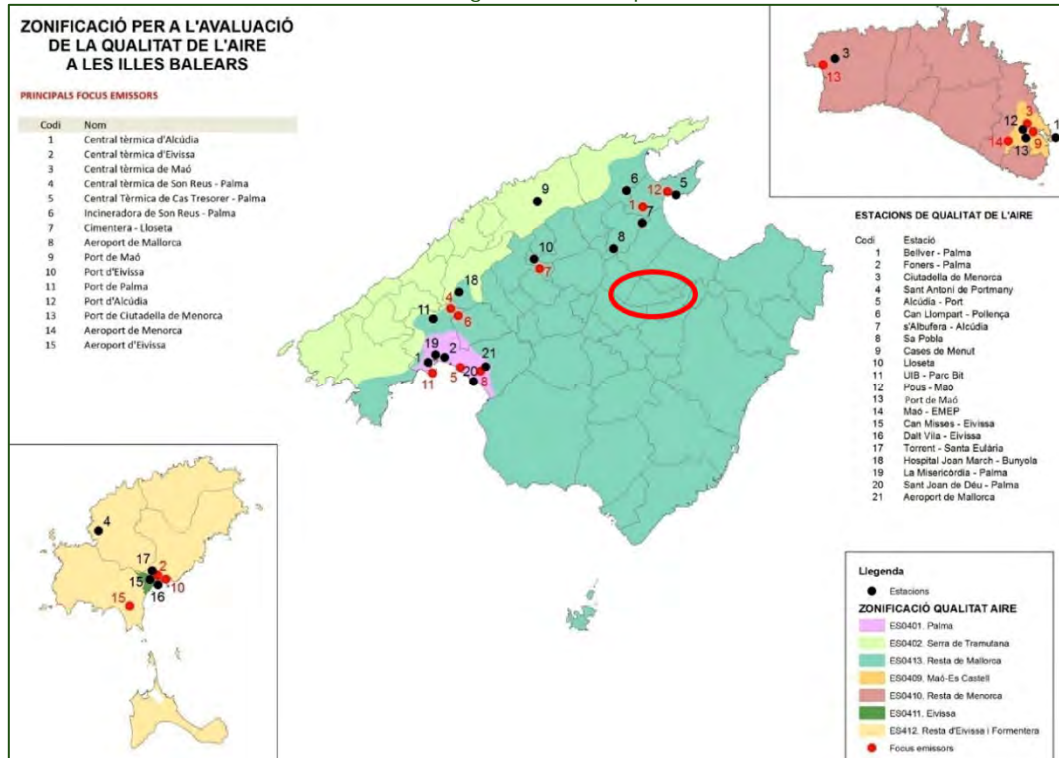 ZONIFICACIÓ PER A L'AVALUACIÓ
DE LA QUALITAT DE L'AIRE
A LES ILLES BALEARS
PRINCIPALS FOCUS EMISSORS
Codi Nom
1 Central tèrmica d'Alcúdia
2 Central tèrmica d'Eivissa
3 Central tèrmica de Maó
4 Central tèrmica de Son Reus - Palma
5 Central Tèrmica de Cas Tresorer - Palma
6 Incineradora de Son Reus - Palma
7 Cimentera - Lloseta
8 Aeroport de Mallorca
9 Port de Maó
10 Port d'Eivissa
11 Port de Palma
12 Port d'Alcúdia
13 Port de Ciutadella de Menorca
14 Aeroport de Menorca
15 Aeroport d'Eivissa
3
13
3
12
1
9
14
13
6
12
5
9
1
7
8
10
7
18
4
11
6
19
2
1
21
11
5
20
8
ESTACIONS DE QUALITAT DE L'AIRE
Codi Estació
1 Bellver - Palma
2 Foners - Palma
3 Ciutadella de Menorca
4 Sant Antoni de Portmany
5 Alcúdia - Port
6 Can Llompart - Pollença
7 s'Albufera - Alcúdia
8 Sa Pobla
9 Cases de Menut
10 Lloseta
11 UIB - Parc Bit
12 Pous - Maó
13 Port de Maó
14 Maó - EMEP
15 Can Misses - Eivissa
16 Dalt Vila - Eivissa
17 Torrent - Santa Eulària
18 Hospital Joan March - Bunyola
19 La Misericòrdia - Palma
20 Sant Joan de Déu - Palma
21 Aeroport de Mallorca
4
17
2
15
10
16
15
Llegenda
Estacions
ZONIFICACIÓ QUALITAT AIRE
ES0401. Palma
ES0402. Serra de Tramutana
ES0413. Resta de Mallorca
ES0409. Maó-Es Castell
ES0410. Resta de Menorca
ES0411. Eivissa
ES412. Resta d'Eivissa i Formentera
Focus emissors